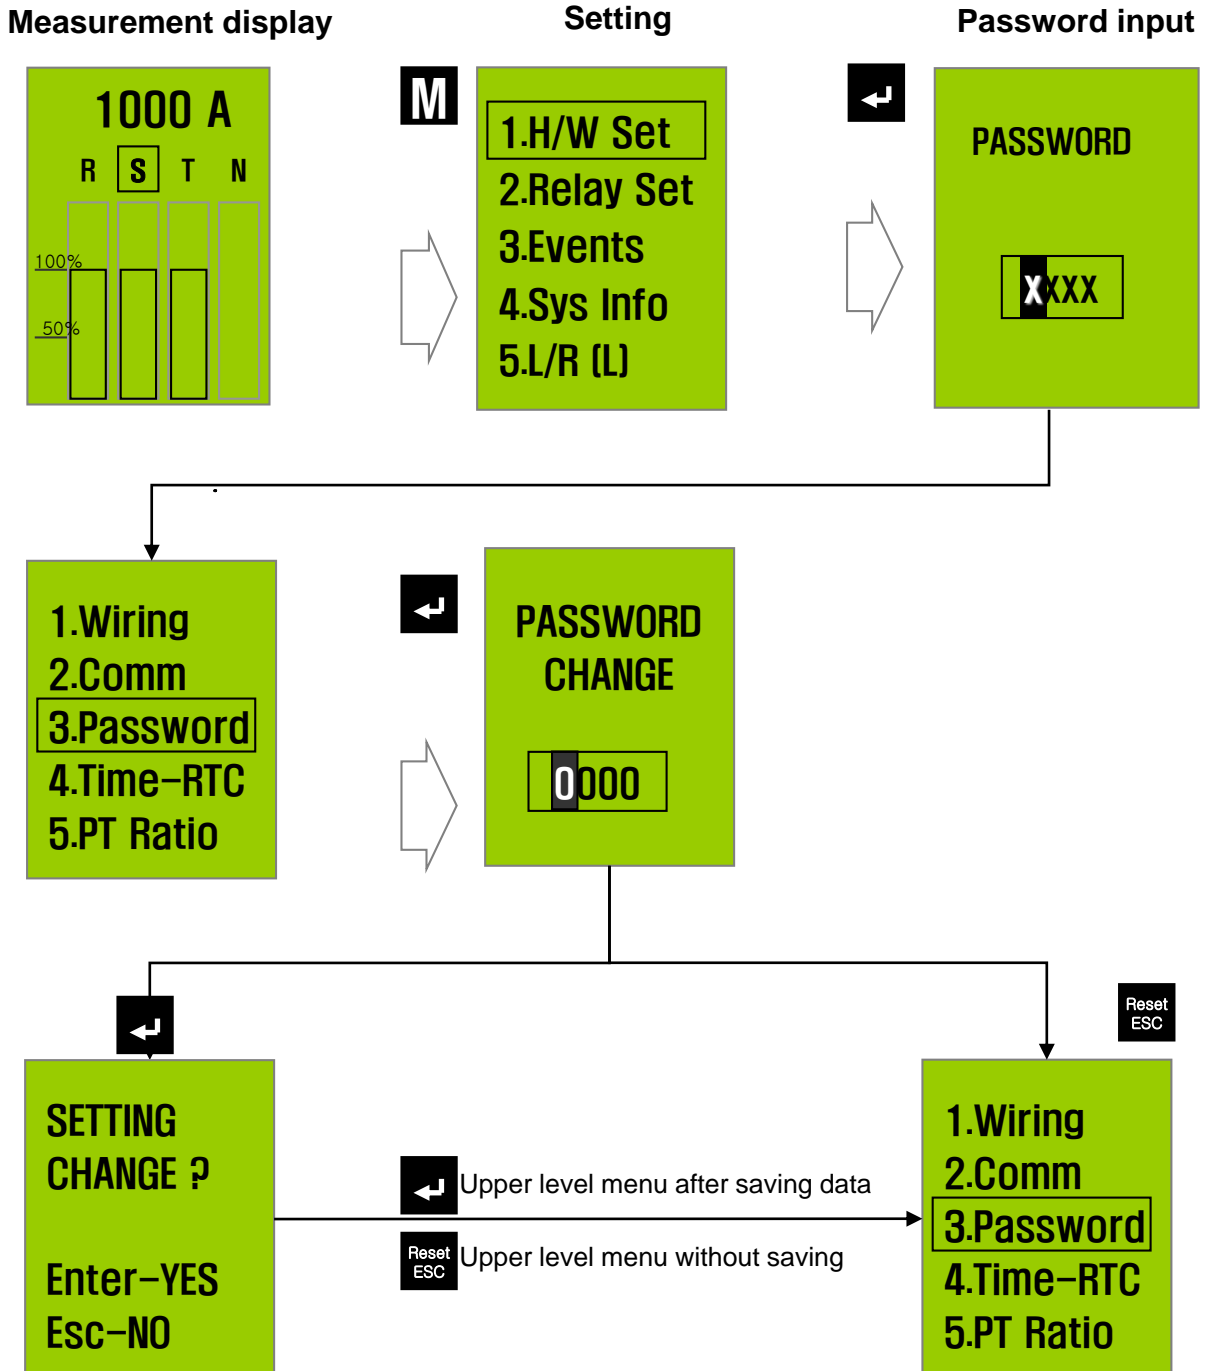 Measurement display
Setting
Password input
1000 A
R S T N
100%
50%
M
1.H/W Set
2.Relay Set
3.Events
4.Sys Info
5.L/R (L)
PASSWORD
XXXX
1.Wiring
2.Comm
3.Password
4.Time-RTC
5.PT Ratio
PASSWORD
CHANGE
0000
Reset
ESC
SETTING
CHANGE ?
Enter-YES
Esc-NO
Upper level menu after saving data
Reset
ESC
Upper level menu without saving
1.Wiring
2.Comm
3.Password
4.Time-RTC
5.PT Ratio